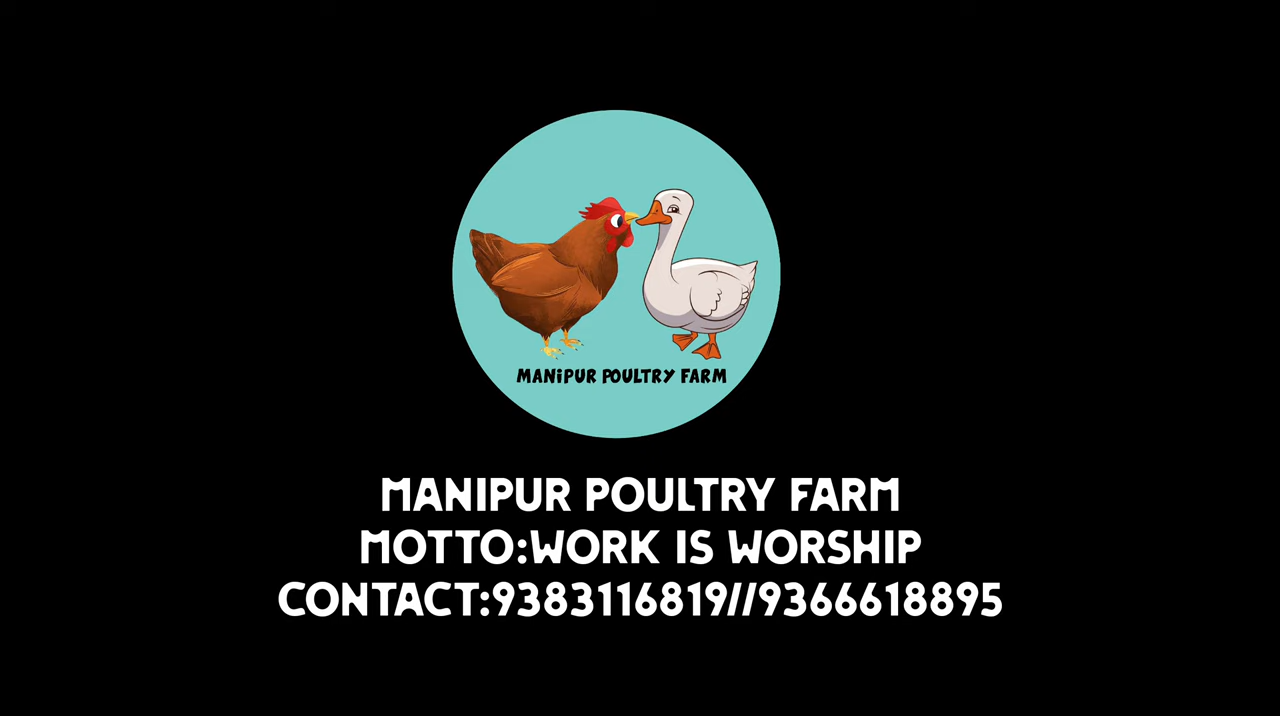 MANiPUR POULTRY FARM
MANIPUR POULTRY FARM
MOTTO:WORK IS WORSHIP
CONTACT:9383116819//9366618895